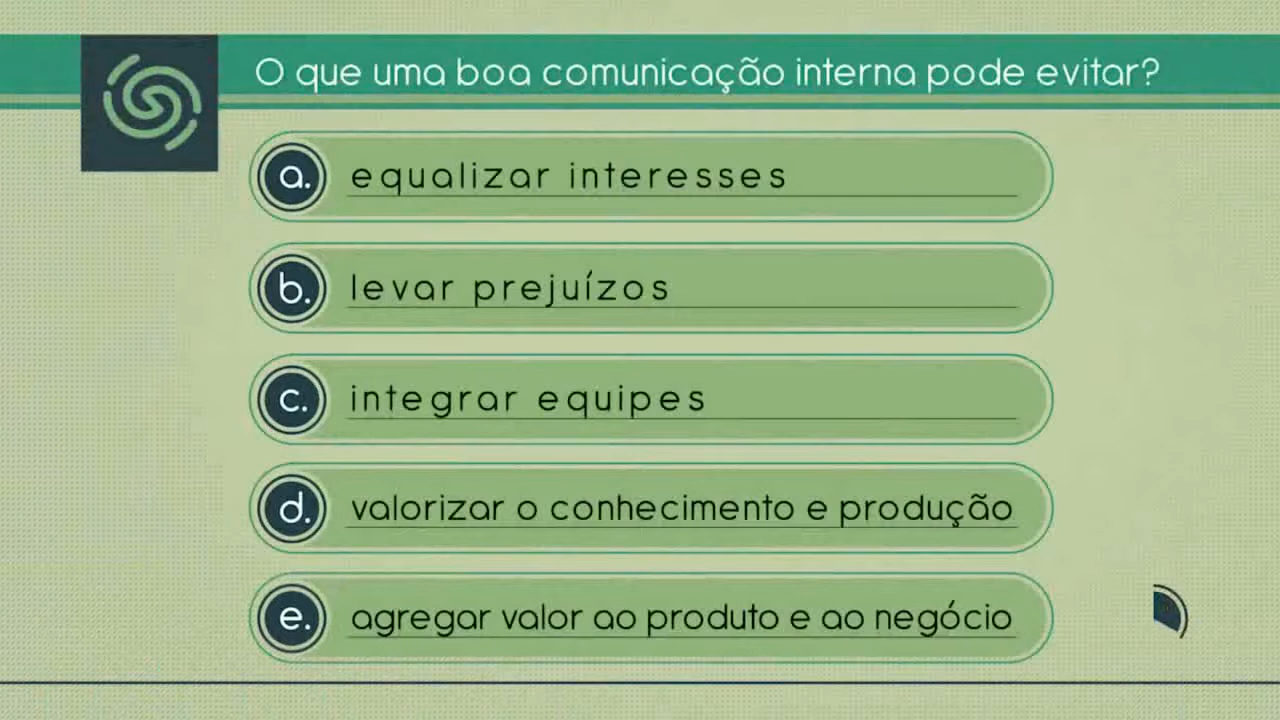 O que uma boa comunicação interna pode evitar?
a. equalizar interesses
b. levar prejuízos
c. integrar equipes
d. valorizar o conhecimento e produção
e. agregar valor ao produto e ao negócio